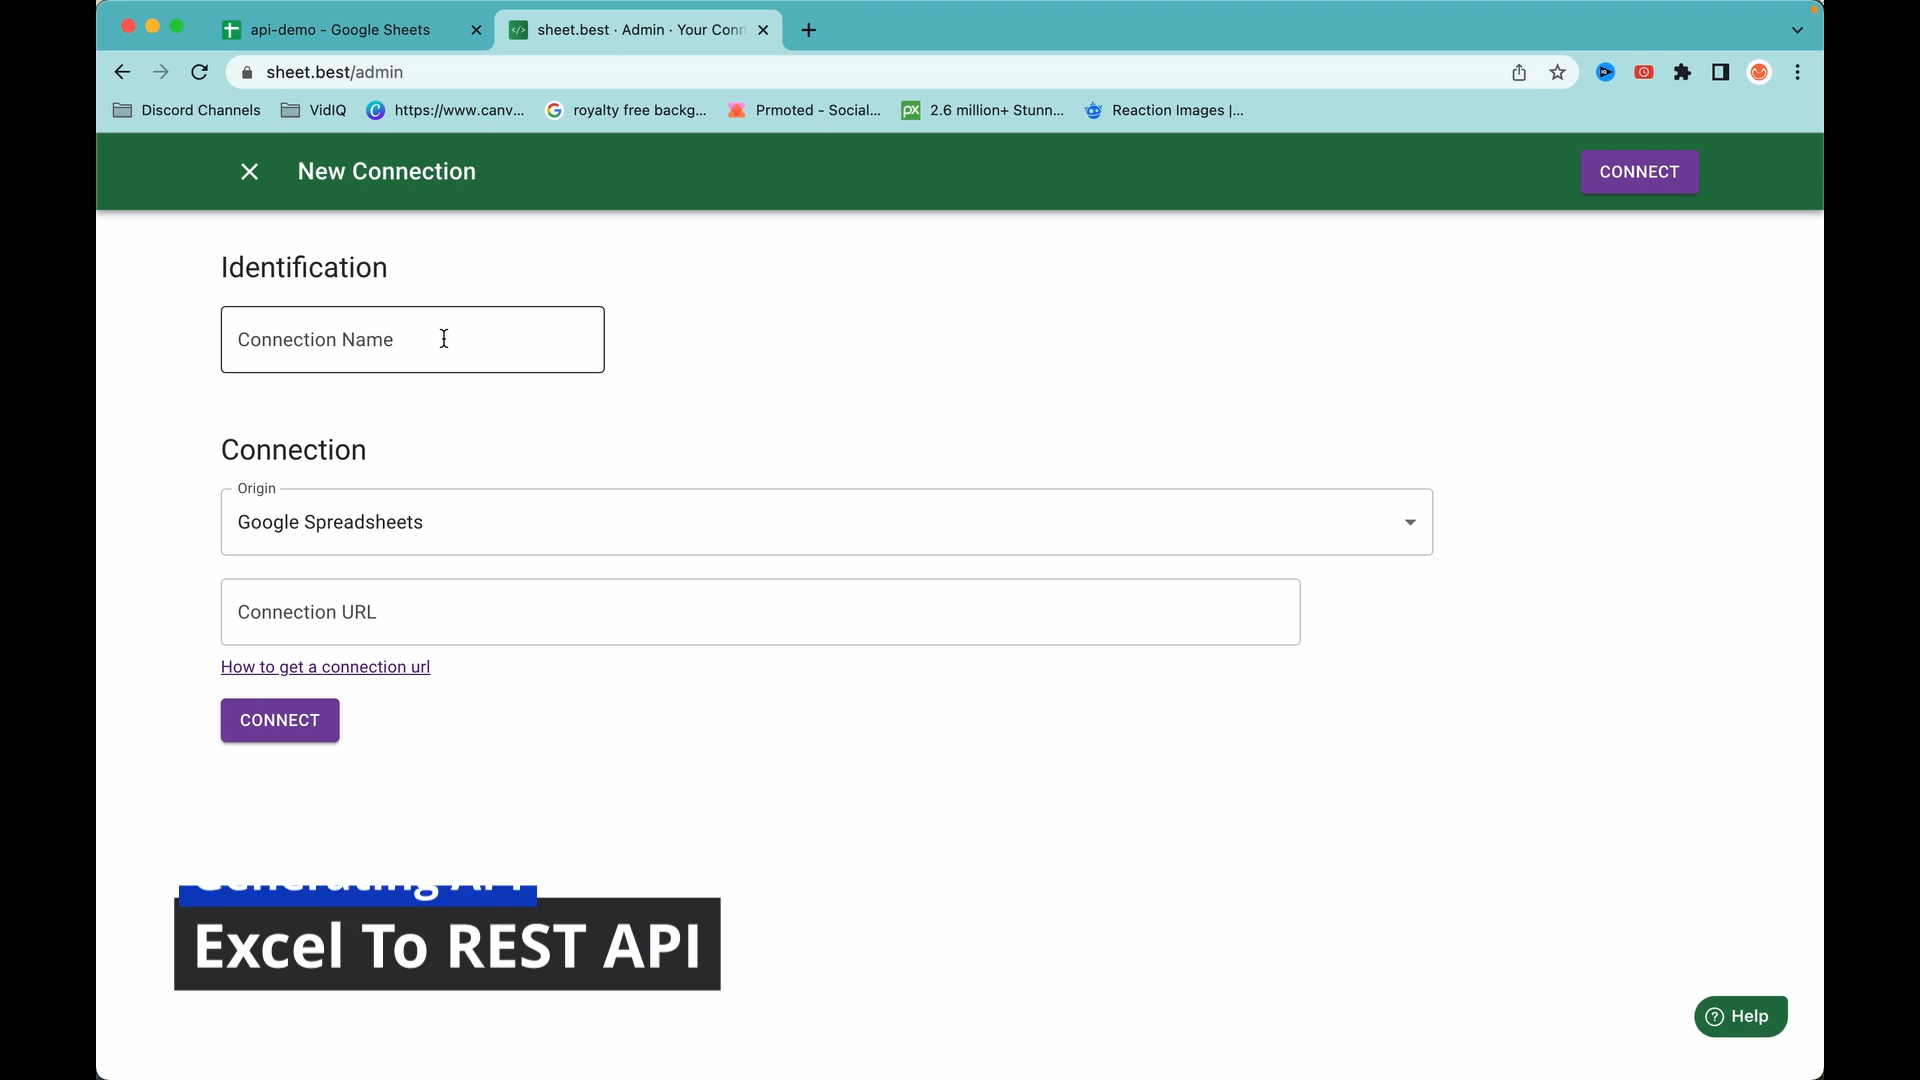 api-demo - Google Sheets
sheet.best · Admin · Your Conn
sheet.best/admin
Discord Channels
VidIQ
https://www.canv...
royalty free backg...
Prmoted - Social...
2.6 million+ Stunn...
Reaction Images |...
New Connection
CONNECT
Identification
Connection Name
Connection
Origin
Google Spreadsheets
Connection URL
How to get a connection url
CONNECT
Generating API
Excel To REST API
Help